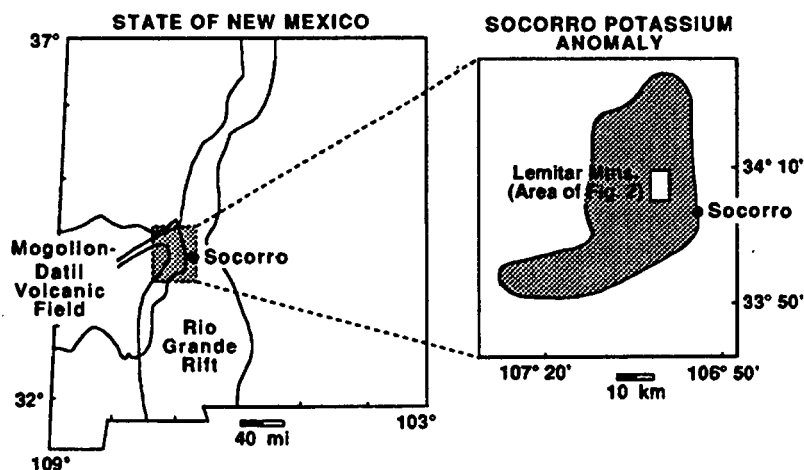 STATE OF NEW MEXICO
37°
Mogollon-
Datil
Volcanic
Field
Socorro
Rio
Grande
Rift
32°
109°
103°
40 mi
SOCORRO POTASSIUM
ANOMALY
Lemitar Mtns.
(Area of Fig. 2)
34° 10'
Socorro
33° 50'
107° 20'
106° 50'
10 km